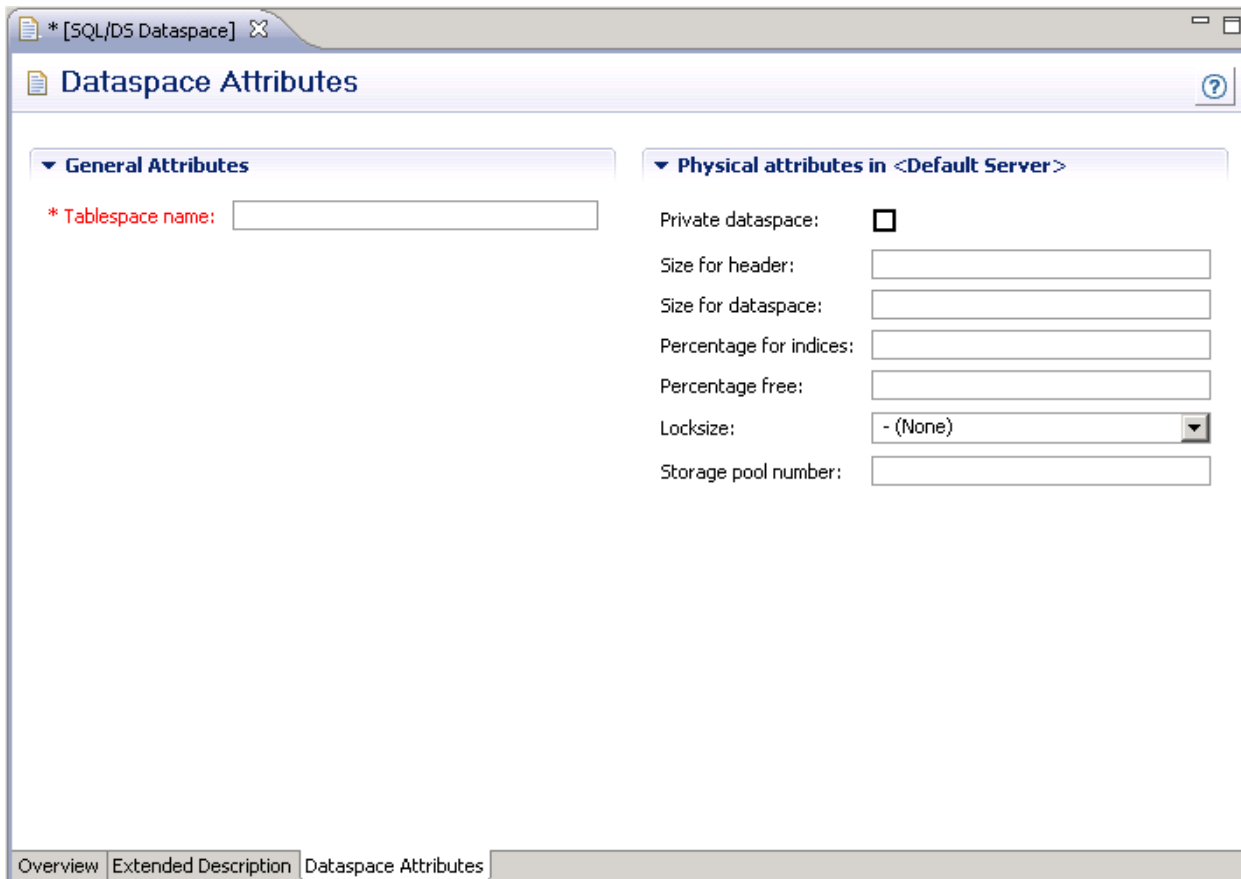 * [SQL/DS Dataspace]
Dataspace Attributes
General Attributes
* Tablespace name:
Physical attributes in <Default Server>
Private dataspace:
Size for header:
Size for dataspace:
Percentage for indices:
Percentage free:
Locksize: - (None)
Storage pool number:
Overview Extended Description Dataspace Attributes